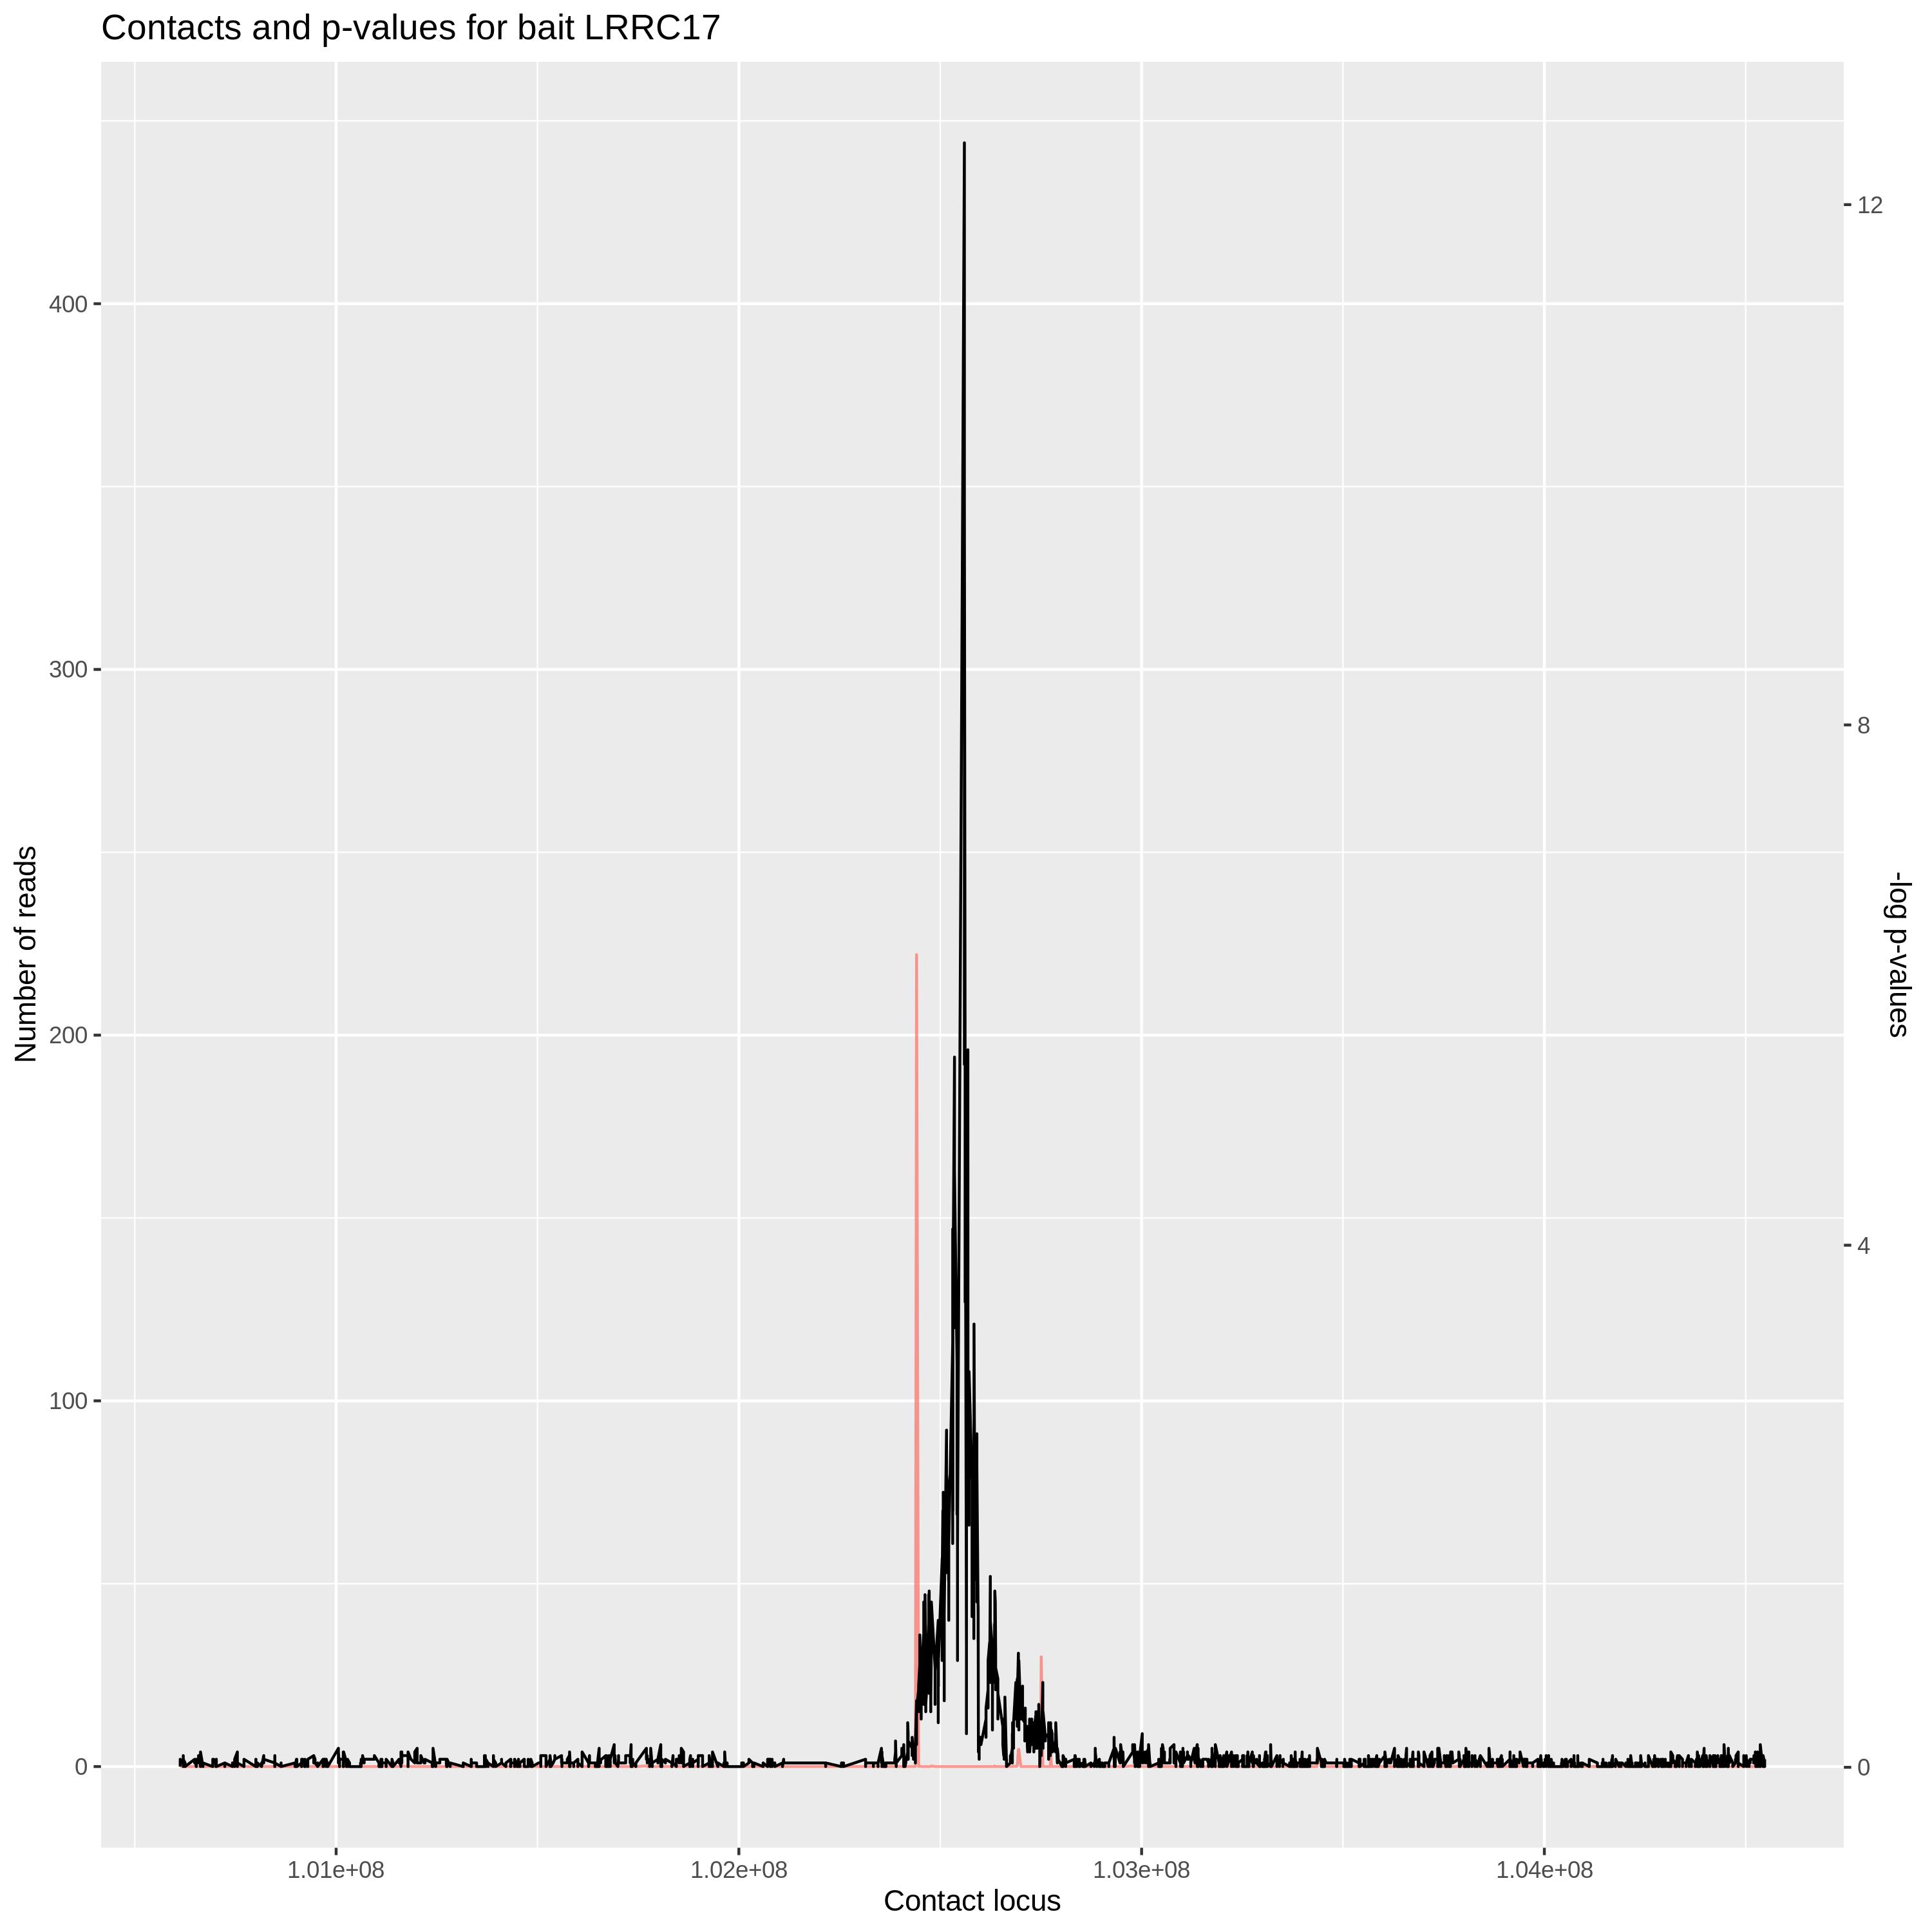 Contacts and p-values for bait LRRC17
Number of reads
400
300
200
100
0
12
8
4
0
-log p-values
1.01e+08
1.02e+08
1.03e+08
1.04e+08
Contact locus